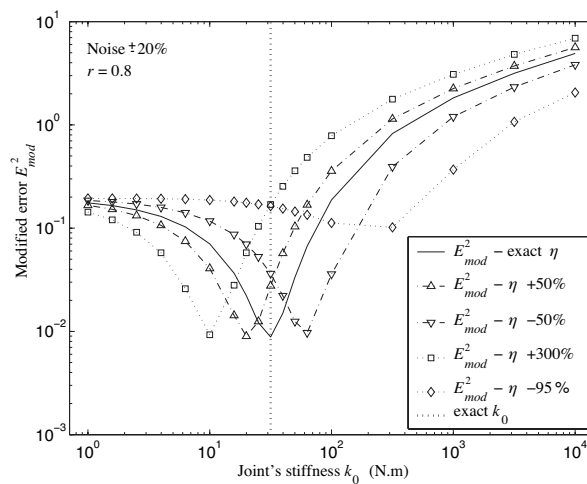 Noise ±20%
r = 0.8
Modified error E²mod
10¹
10⁰
10⁻¹
10⁻²
10⁻³
10⁰
10¹
10²
10³
10⁴
Joint's stiffness k₀ (N.m)
E²mod – exact η
E²mod – η +50%
E²mod – η −50%
E²mod – η +300%
E²mod – η −95%
exact k₀